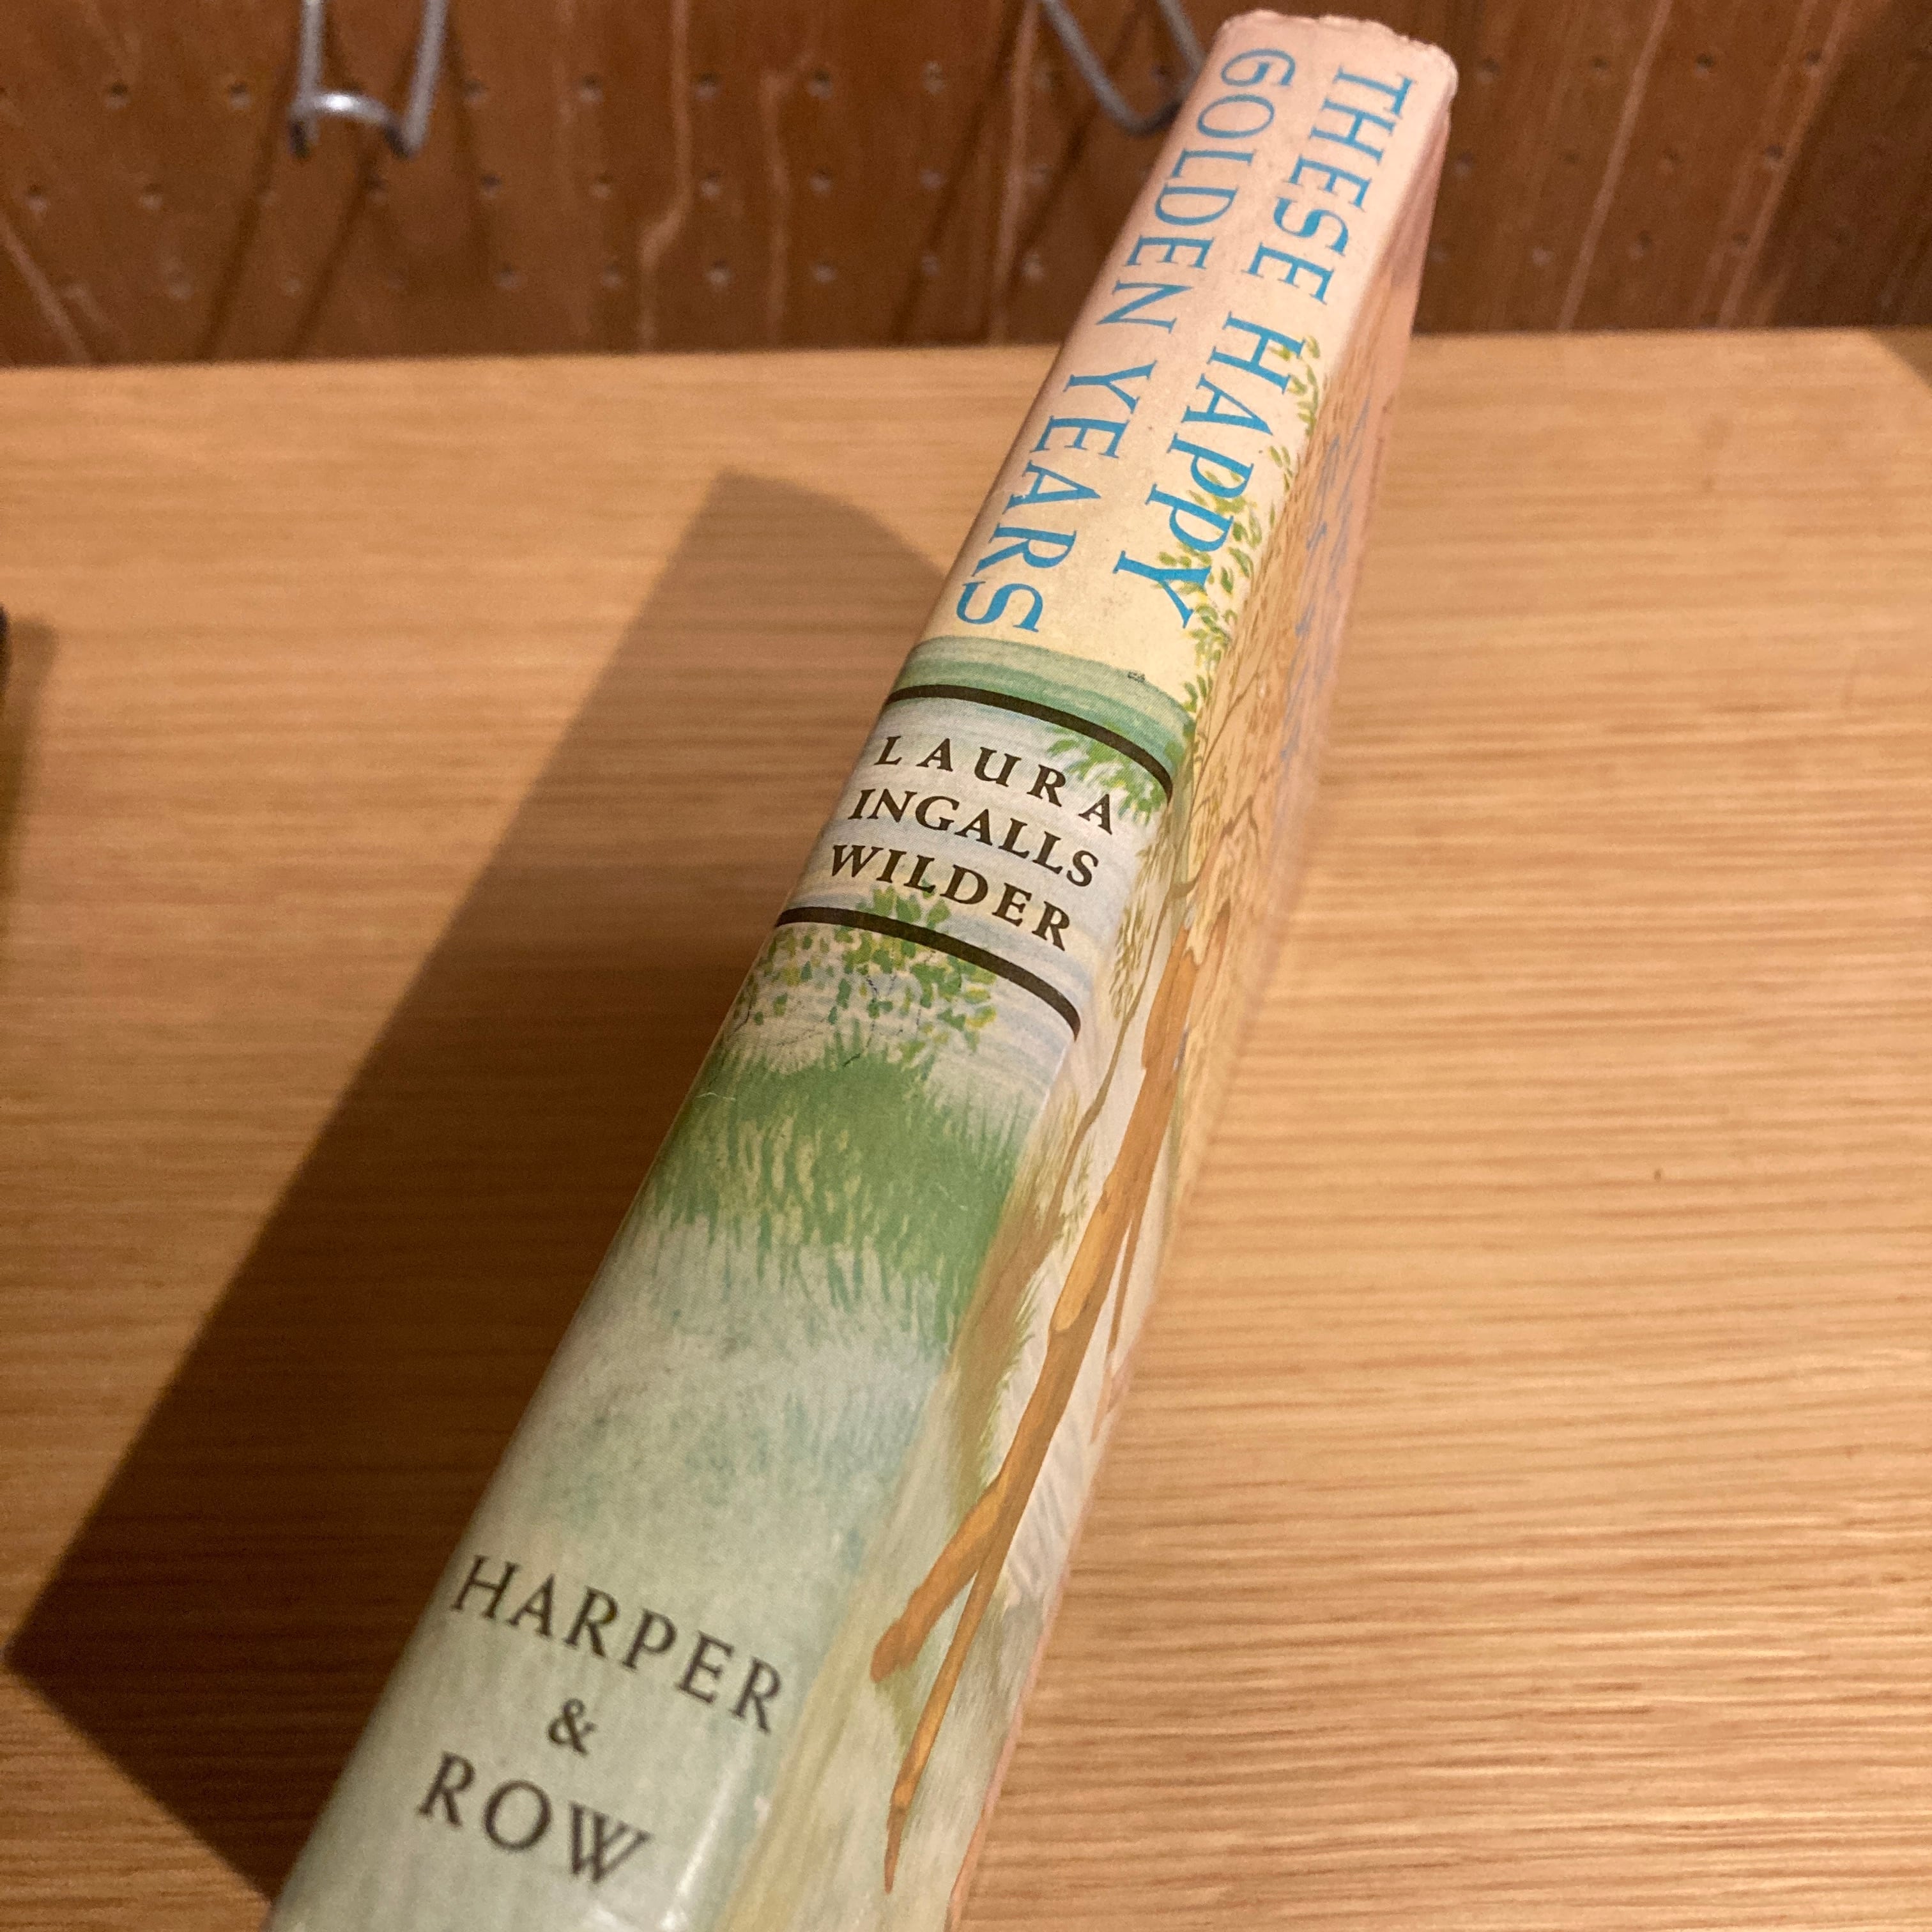 THESE HAPPY
GOLDEN YEARS
LAURA
INGALLS
WILDER
HARPER
&
ROW